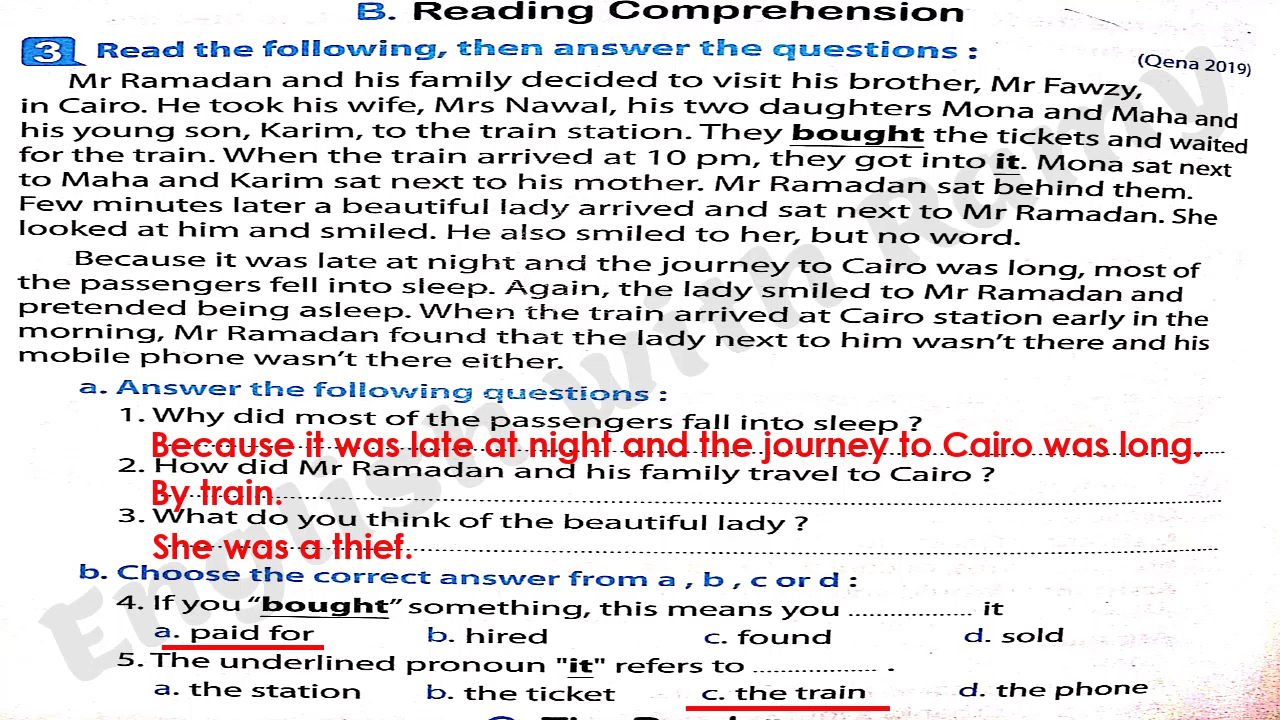 B. Reading Comprehension
3 Read the following, then answer the questions :
(Qena 2019)
Mr Ramadan and his family decided to visit his brother, Mr Fawzy,
in Cairo. He took his wife, Mrs Nawal, his two daughters Mona and Maha and
his young son, Karim, to the train station. They bought the tickets and waited
for the train. When the train arrived at 10 pm, they got into it. Mona sat next
to Maha and Karim sat next to his mother. Mr Ramadan sat behind them.
Few minutes later a beautiful lady arrived and sat next to Mr Ramadan. She
looked at him and smiled. He also smiled to her, but no word.
Because it was late at night and the journey to Cairo was long, most of
the passengers fell into sleep. Again, the lady smiled to Mr Ramadan and
pretended being asleep. When the train arrived at Cairo station early in the
morning, Mr Ramadan found that the lady next to him wasn't there and his
mobile phone wasn't there either.
a. Answer the following questions :
1. Why did most of the passengers fall into sleep ?
Because it was late at night and the journey to Cairo was long.
2. How did Mr Ramadan and his family travel to Cairo ?
By train.
3. What do you think of the beautiful lady ?
She was a thief.
b. Choose the correct answer from a , b , c or d :
4. If you "bought" something, this means you .................. it
a. paid for b. hired c. found d. sold
5. The underlined pronoun "it" refers to .................. .
a. the station b. the ticket c. the train d. the phone
English with Ramy